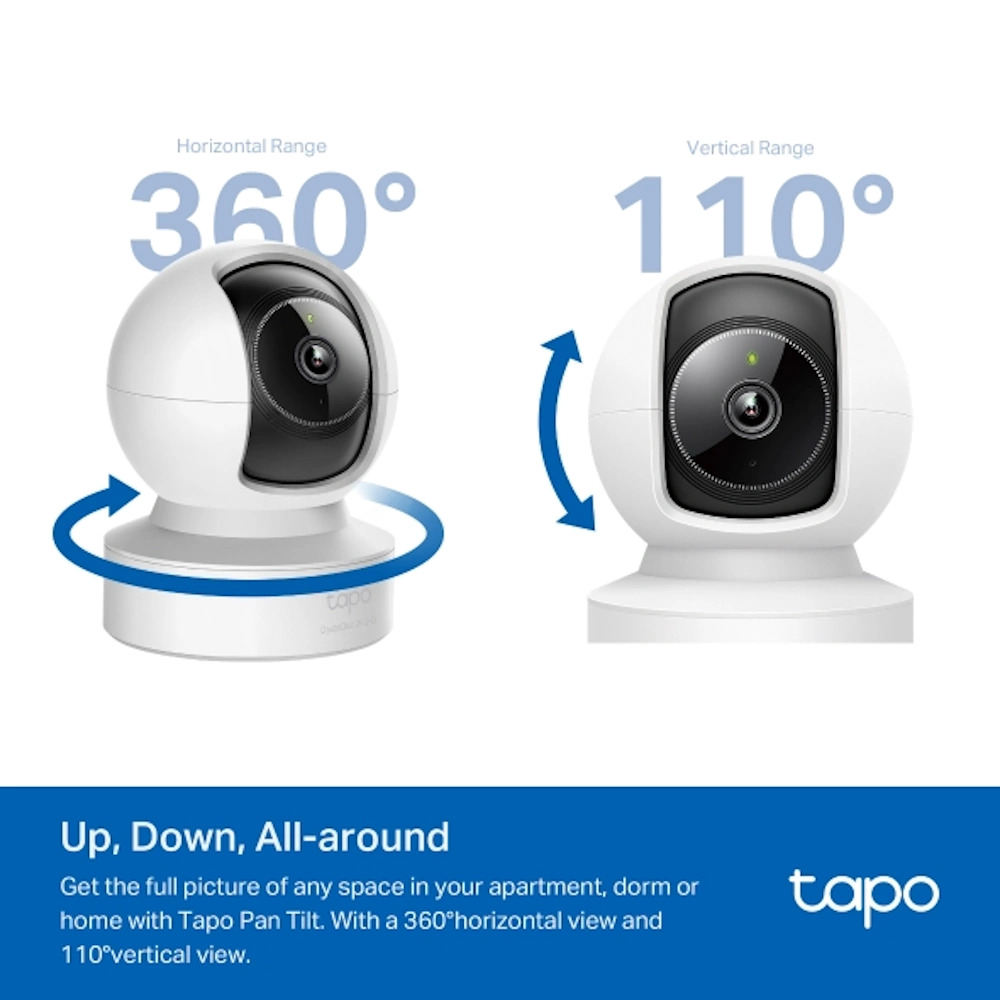 Horizontal Range
360°
Vertical Range
110°
tapo
Up, Down, All-around
Get the full picture of any space in your apartment, dorm or
home with Tapo Pan Tilt. With a 360°horizontal view and
110°vertical view.
tapo